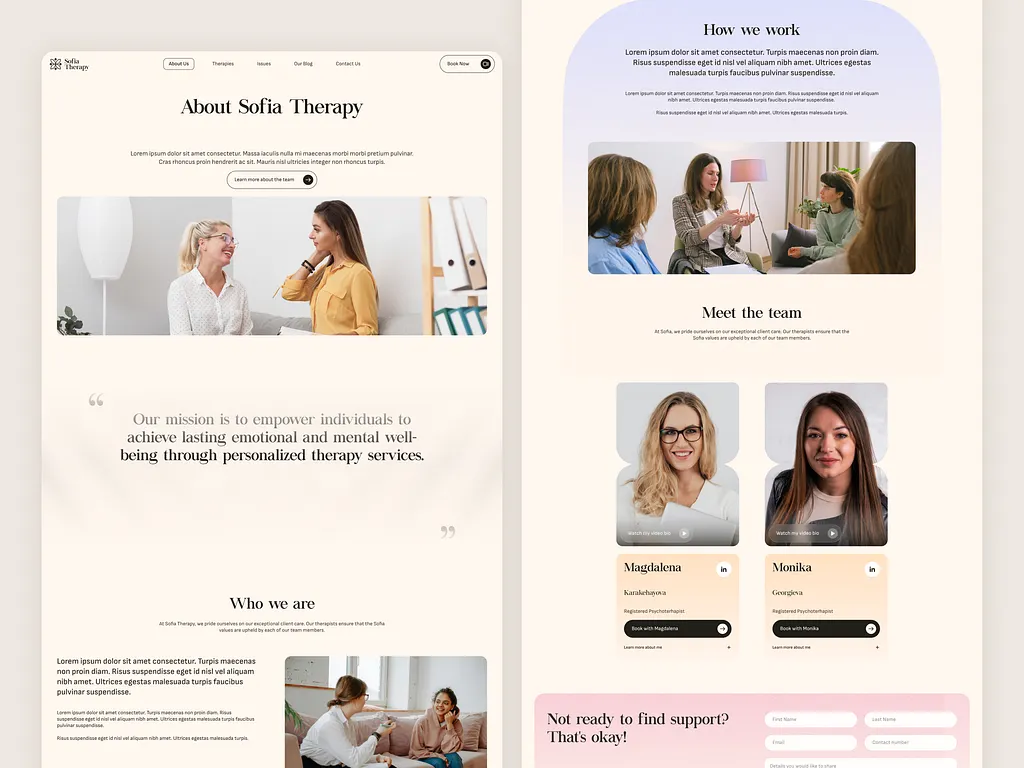 Sofia
Therapy
About Us
Therapies
Issues
Our Blog
Contact Us
Book Now
About Sofia Therapy
Lorem ipsum dolor sit amet consectetur. Massa iaculis nulla mi maecenas morbi morbi pretium pulvinar.
Cras rhoncus proin hendrerit ac sit. Mauris nisl ultricies integer non rhoncus turpis.
Learn more about the team
“
Our mission is to empower individuals to
achieve lasting emotional and mental well-
being through personalized therapy services.
”
Who we are
At Sofia Therapy, we pride ourselves on our exceptional client care. Our therapists ensure that the Sofia
values are upheld by each of our team members.
Lorem ipsum dolor sit amet consectetur. Turpis maecenas
non proin diam. Risus suspendisse eget id nisl vel aliquam
nibh amet. Ultrices egestas malesuada turpis faucibus
pulvinar suspendisse.
Lorem ipsum dolor sit amet consectetur. Turpis maecenas non proin diam. Risus
suspendisse eget id nisl vel aliquam nibh amet. Ultrices egestas malesuada turpis faucibus
pulvinar suspendisse.
Risus suspendisse eget id nisl vel aliquam nibh amet. Ultrices egestas malesuada turpis.
How we work
Lorem ipsum dolor sit amet consectetur. Turpis maecenas non proin diam.
Risus suspendisse eget id nisl vel aliquam nibh amet. Ultrices egestas
malesuada turpis faucibus pulvinar suspendisse.
Lorem ipsum dolor sit amet consectetur. Turpis maecenas non proin diam. Risus suspendisse eget id nisl vel aliquam
nibh amet. Ultrices egestas malesuada turpis faucibus pulvinar suspendisse.
Risus suspendisse eget id nisl vel aliquam nibh amet. Ultrices egestas malesuada turpis.
Meet the team
At Sofia, we pride ourselves on our exceptional client care. Our therapists ensure that the
Sofia values are upheld by each of our team members.
Watch my video bio
Watch my video bio
Magdalena
in
Karakehayova
Registered Psychoterhapist
Book with Magdalena
Learn more about me
+
Monika
in
Georgieva
Registered Psychoterhapist
Book with Monika
Learn more about me
+
Not ready to find support?
That's okay!
First Name
Last Name
Email
Contact number
Details you would like to share